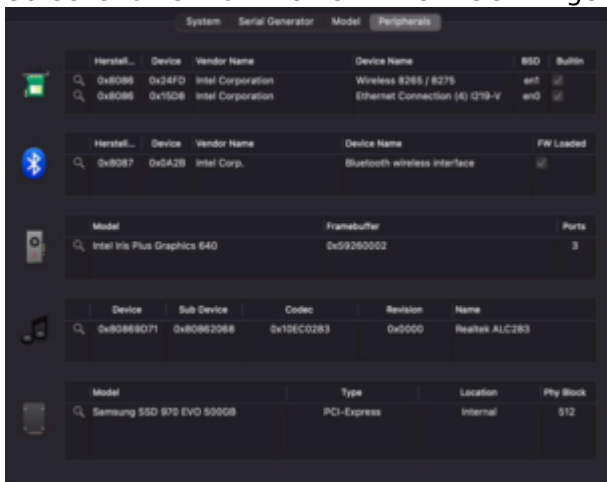 System Serial Generator Model Peripherals
Herstell... Device Vendor Name Device Name BSD Builtin
0x8086 0x24FD Intel Corporation Wireless 8265 / 8275 en1
0x8086 0x15D8 Intel Corporation Ethernet Connection (4) I219-V en0
Herstell... Device Vendor Name Device Name FW Loaded
0x8087 0x0A2B Intel Corp. Bluetooth wireless interface
Model Framebuffer Ports
Intel Iris Plus Graphics 640 0x59260002 3
Device Sub Device Codec Revision Name
0x80869D71 0x80862068 0x10EC0283 0x0000 Realtek ALC283
Model Type Location Phy Block
Samsung SSD 970 EVO 500GB PCI-Express Internal 512